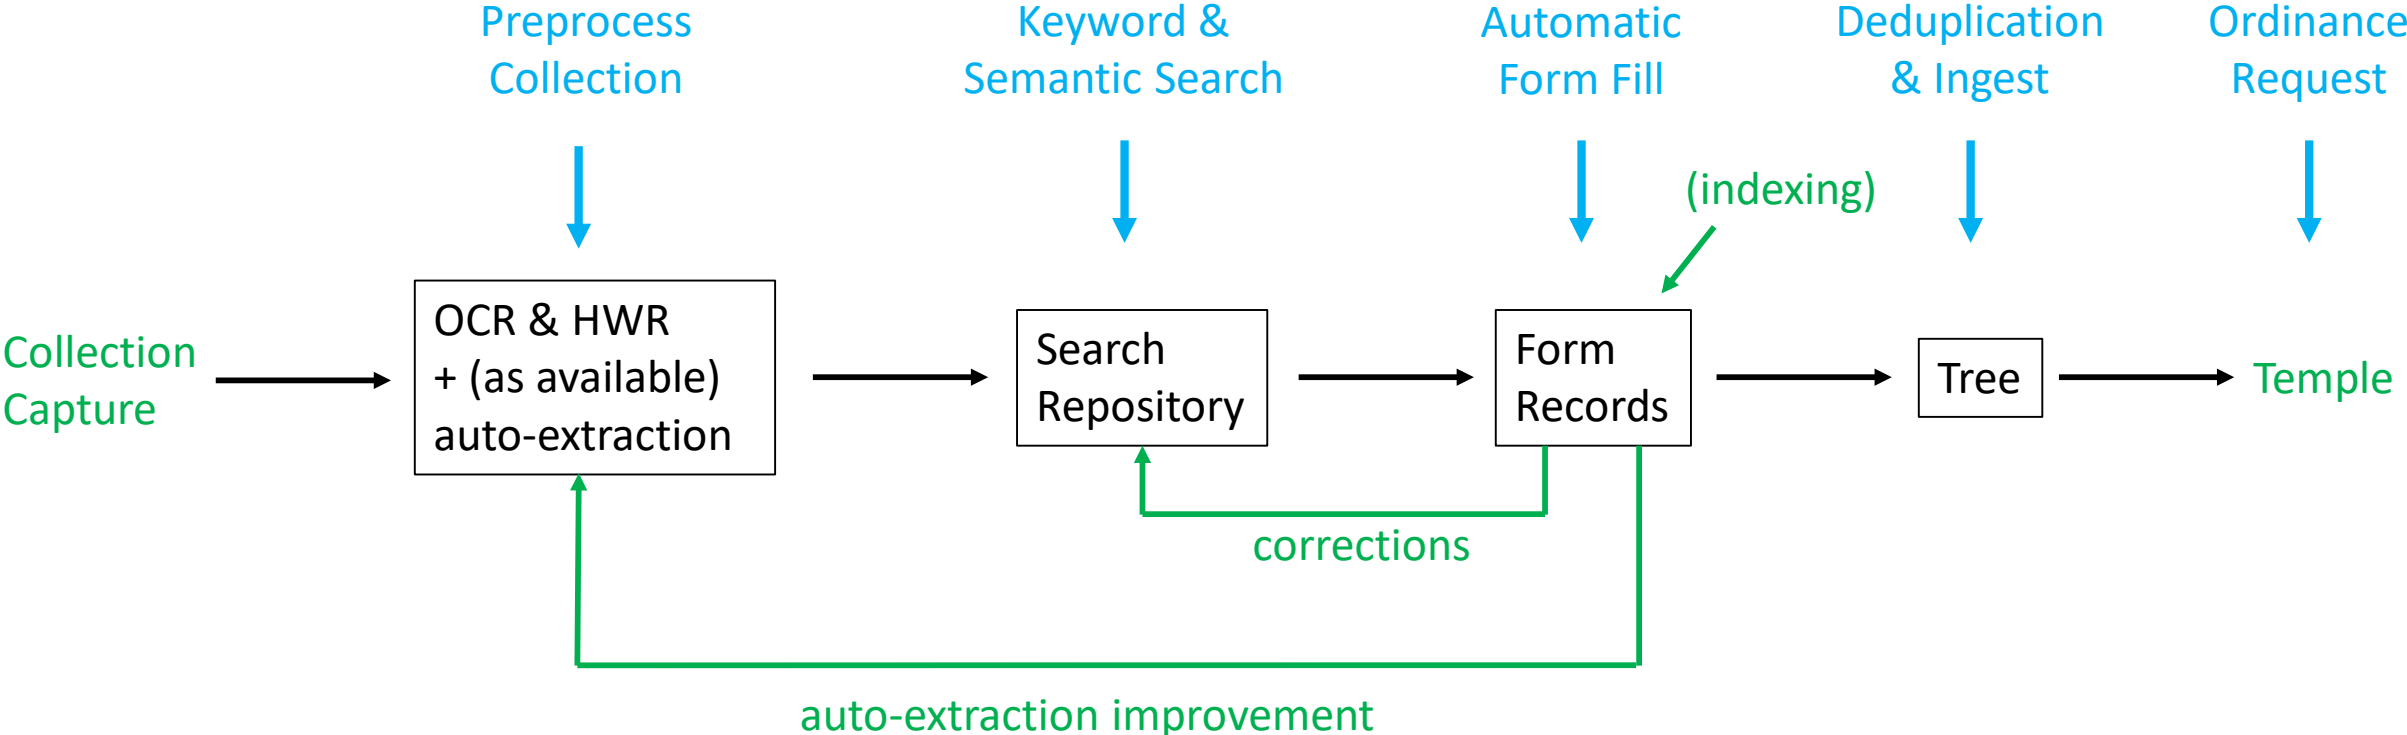 Preprocess
Collection
Keyword &
Semantic Search
Automatic
Form Fill
Deduplication
& Ingest
Ordinance
Request
(indexing)
Collection
Capture
OCR & HWR
+ (as available)
auto-extraction
Search
Repository
Form
Records
Tree
Temple
corrections
auto-extraction improvement